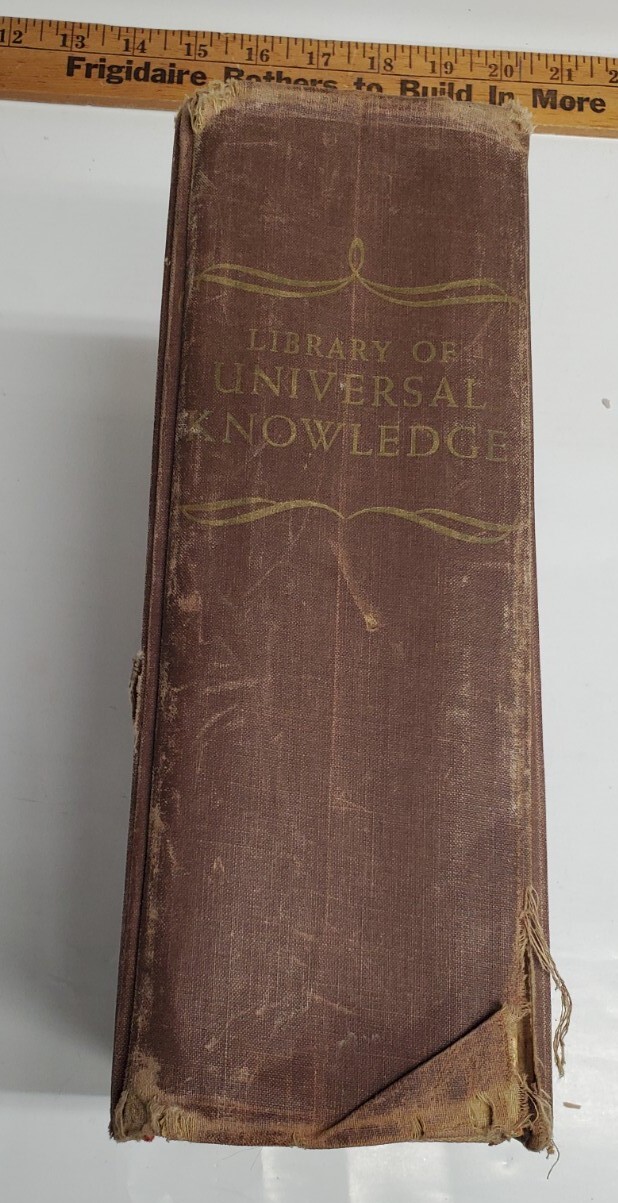 12 13 14 15 16 17 18 19 20 21 2
Frigidaire Bothers to Build In More
LIBRARY OF
UNIVERSAL
KNOWLEDGE